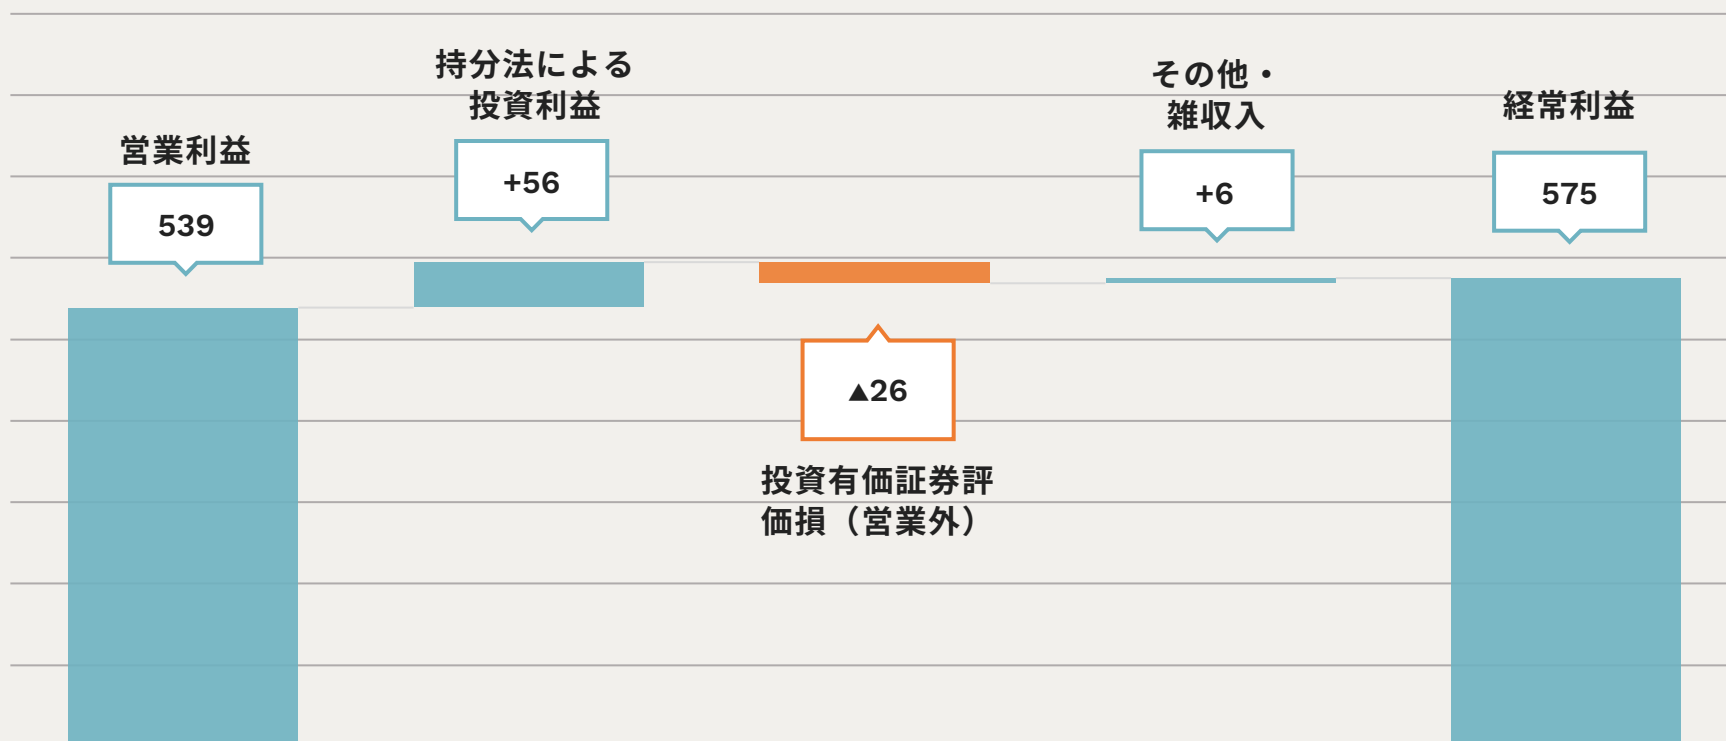 営業利益
539
持分法による
投資利益
+56
▲26
投資有価証券評
価損（営業外）
その他・
雑収入
+6
経常利益
575